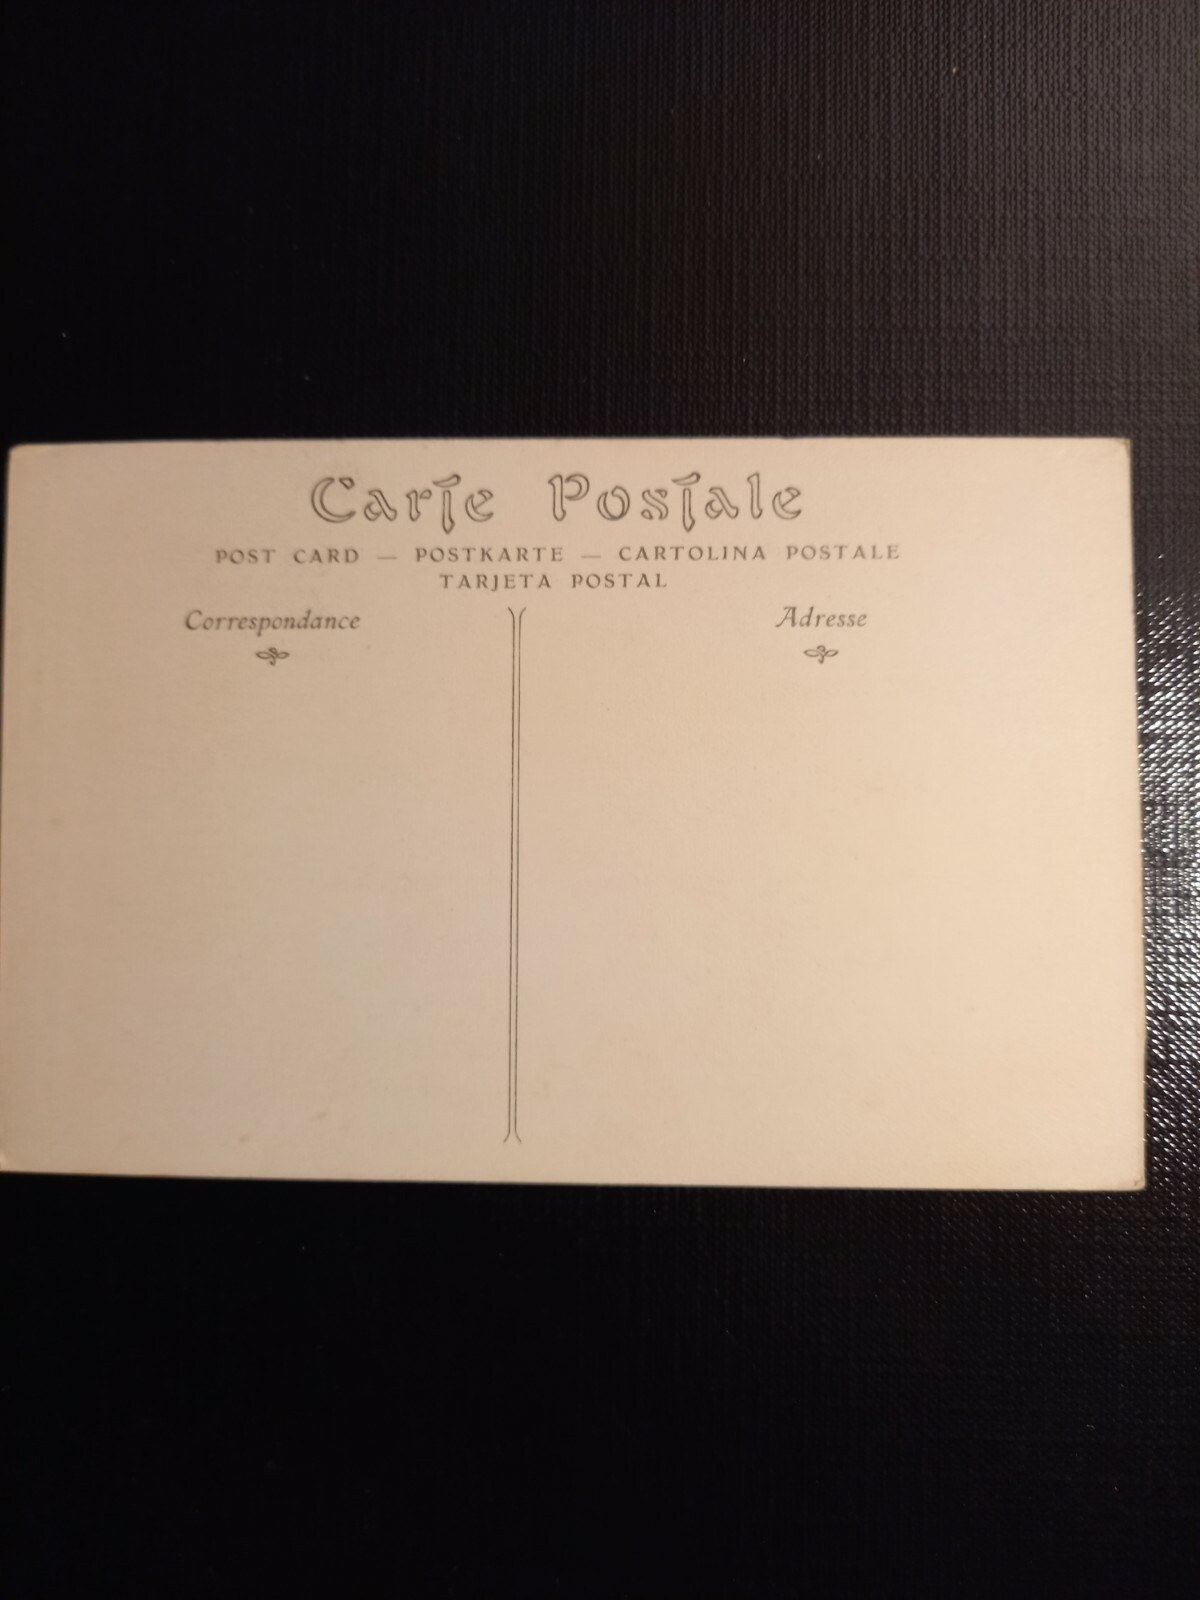 Carte Postale
POST CARD — POSTKARTE — CARTOLINA POSTALE
TARJETA POSTAL
Correspondance
Adresse